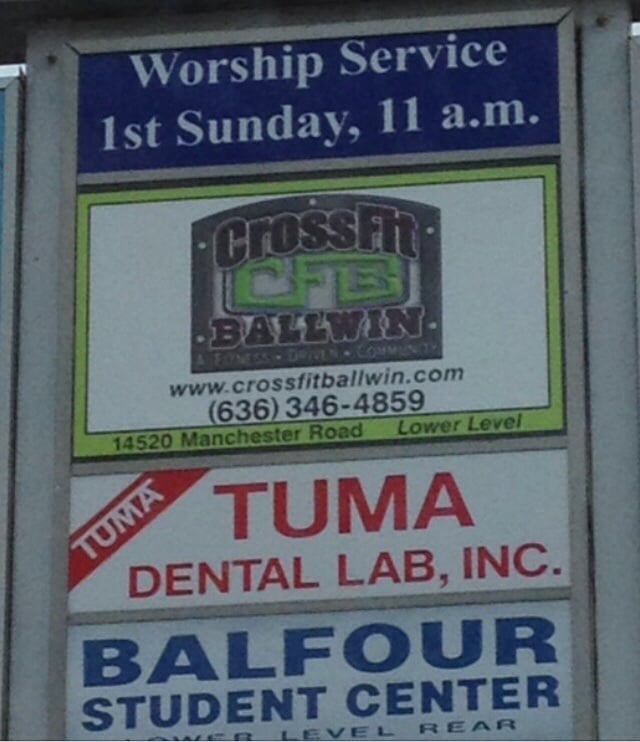 Worship Service
1st Sunday, 11 a.m.
CrossFit
CFB
BALLWIN
A FITNESS • DRIVEN • COMMUNITY
www.crossfitballwin.com
(636) 346-4859
14520 Manchester Road Lower Level
TUMA
TUMA
DENTAL LAB, INC.
BALFOUR
STUDENT CENTER
LOWER LEVEL REAR